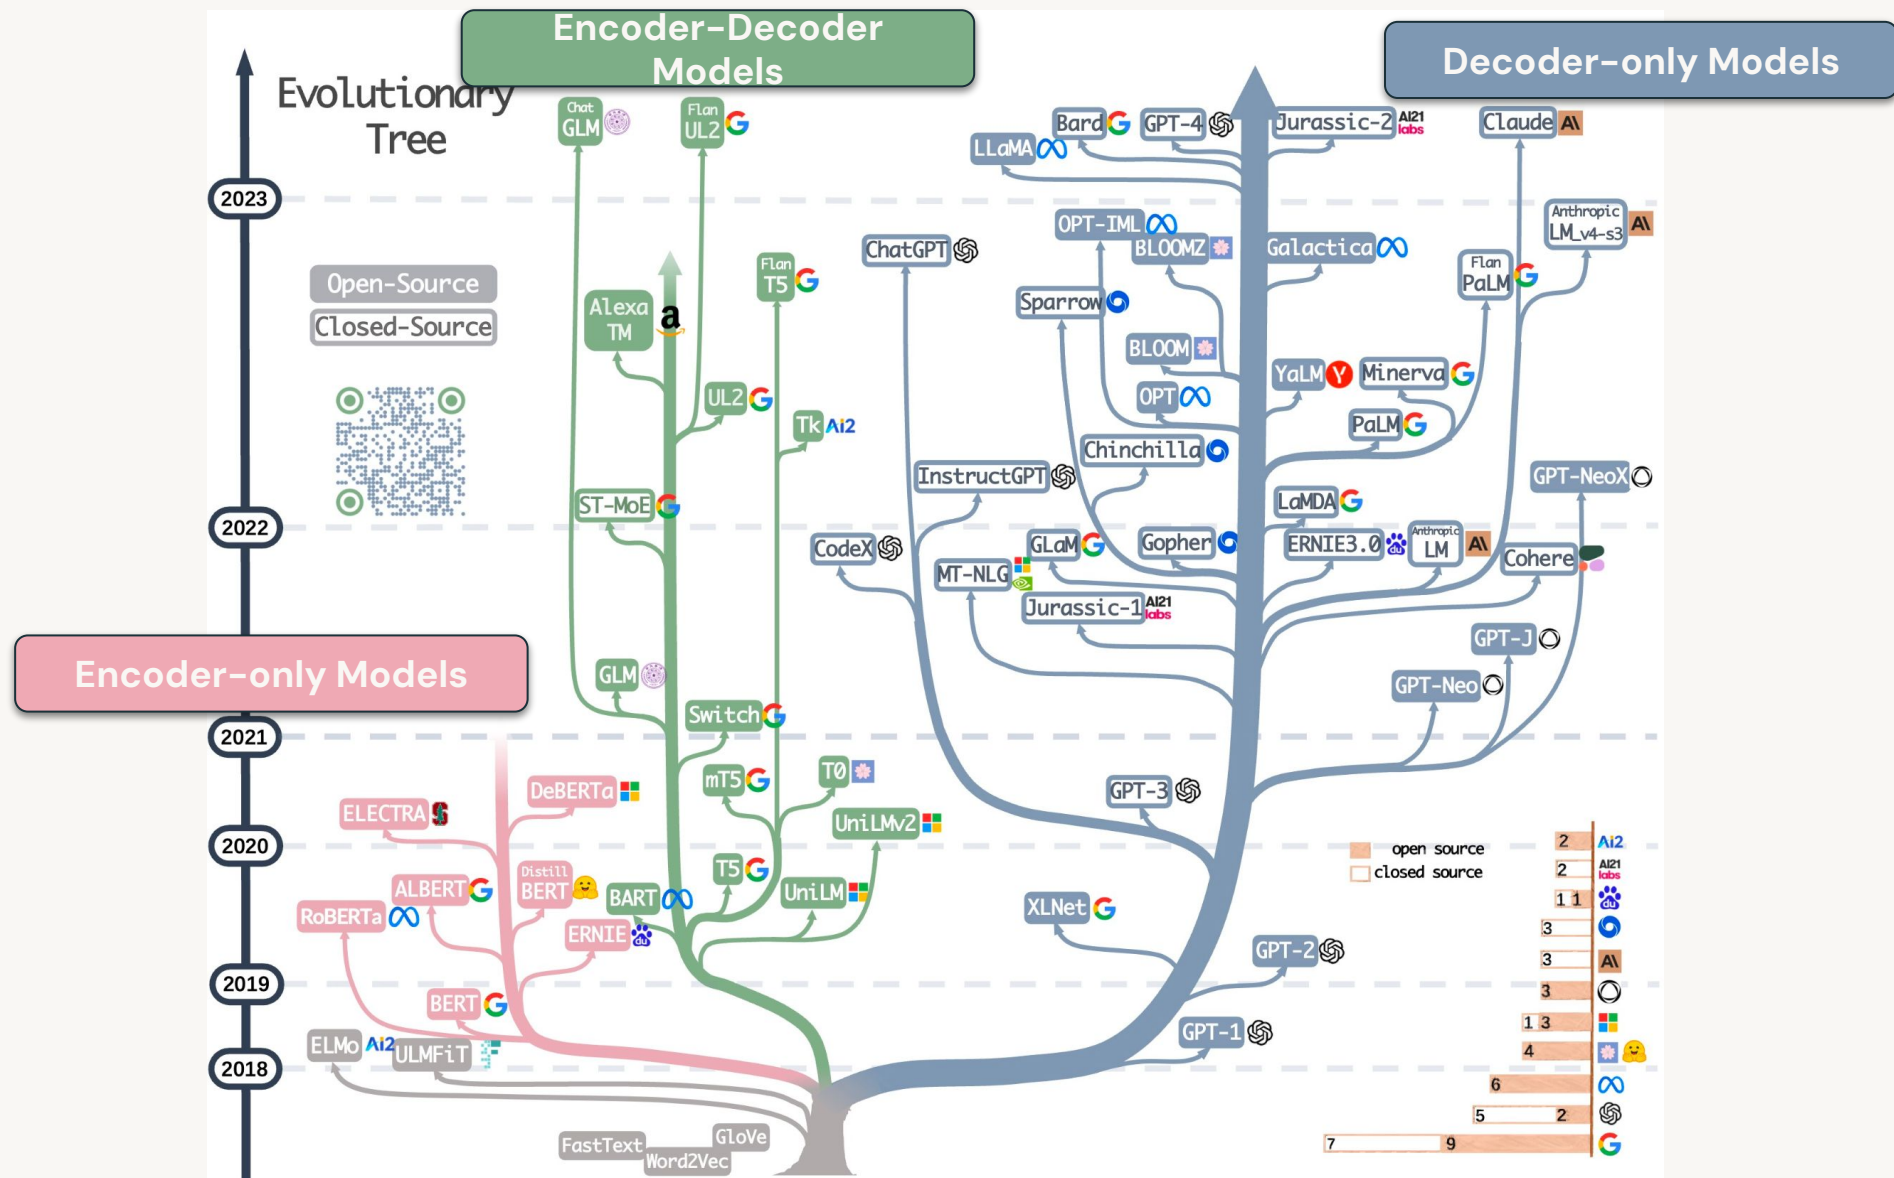 Encoder-Decoder
Models
Decoder-only Models
Evolutionary
Tree
Chat
GLM
Flan
UL2
Bard
GPT-4
Jurassic-2
AI21
labs
Claude
A\
LLaMA
2023
OPT-IML
BLOOMZ
Galactica
Anthropic
LM_v4-s3
A\
ChatGPT
Flan
T5
Flan
PaLM
Open-Source
Closed-Source
Alexa
TM
a
Sparrow
BLOOM
YaLM
Y
Minerva
UL2
OPT
Tk
Ai2
PaLM
Chinchilla
InstructGPT
GPT-NeoX
ST-MoE
LaMDA
2022
CodeX
GLaM
Gopher
ERNIE3.0
du
Anthropic
LM
A\
Cohere
MT-NLG
Jurassic-1
AI21
labs
GPT-J
Encoder-only Models
GLM
GPT-Neo
Switch
2021
mT5
T0
DeBERTa
GPT-3
ELECTRA
S
UniLMv2
2020
open source
closed source
2
Ai2
2
AI21
labs
ALBERT
Distill
BERT
BART
T5
UniLM
1 1
du
RoBERTa
XLNet
3
ERNIE
du
GPT-2
3
A\
2019
3
BERT
1 3
ELMo
Ai2
ULMFiT
GPT-1
4
2018
6
5 2
FastText
Word2Vec
GloVe
7 9
G